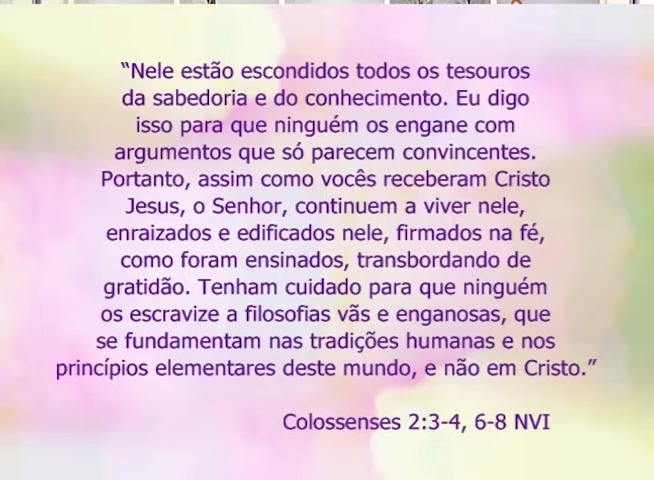 “Nele estão escondidos todos os tesouros
da sabedoria e do conhecimento. Eu digo
isso para que ninguém os engane com
argumentos que só parecem convincentes.
Portanto, assim como vocês receberam Cristo
Jesus, o Senhor, continuem a viver nele,
enraizados e edificados nele, firmados na fé,
como foram ensinados, transbordando de
gratidão. Tenham cuidado para que ninguém
os escravize a filosofias vãs e enganosas, que
se fundamentam nas tradições humanas e nos
princípios elementares deste mundo, e não em Cristo.”
Colossenses 2:3-4, 6-8 NVI